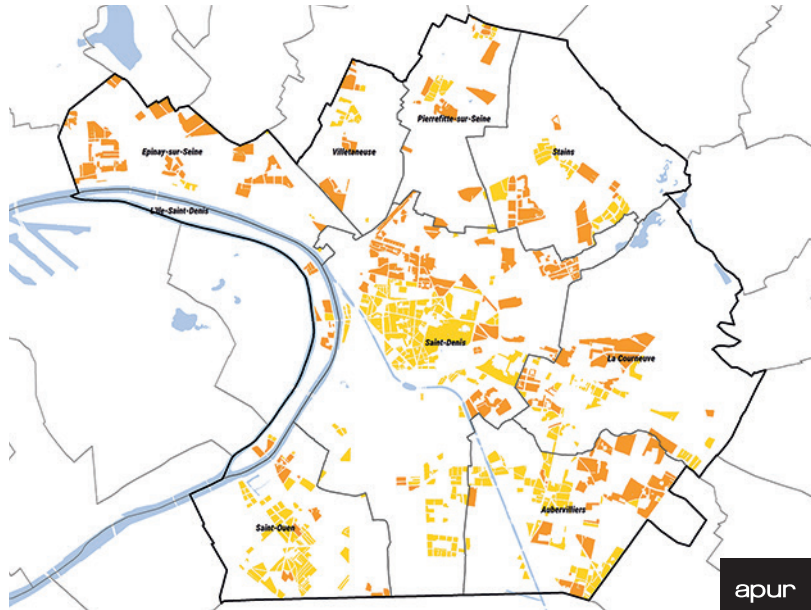 Pierrefitte-sur-Seine
Epinay-sur-Seine
Villetaneuse
Stains
L'Ile-Saint-Denis
Saint-Denis
La Courneuve
Aubervilliers
Saint-Ouen
apur